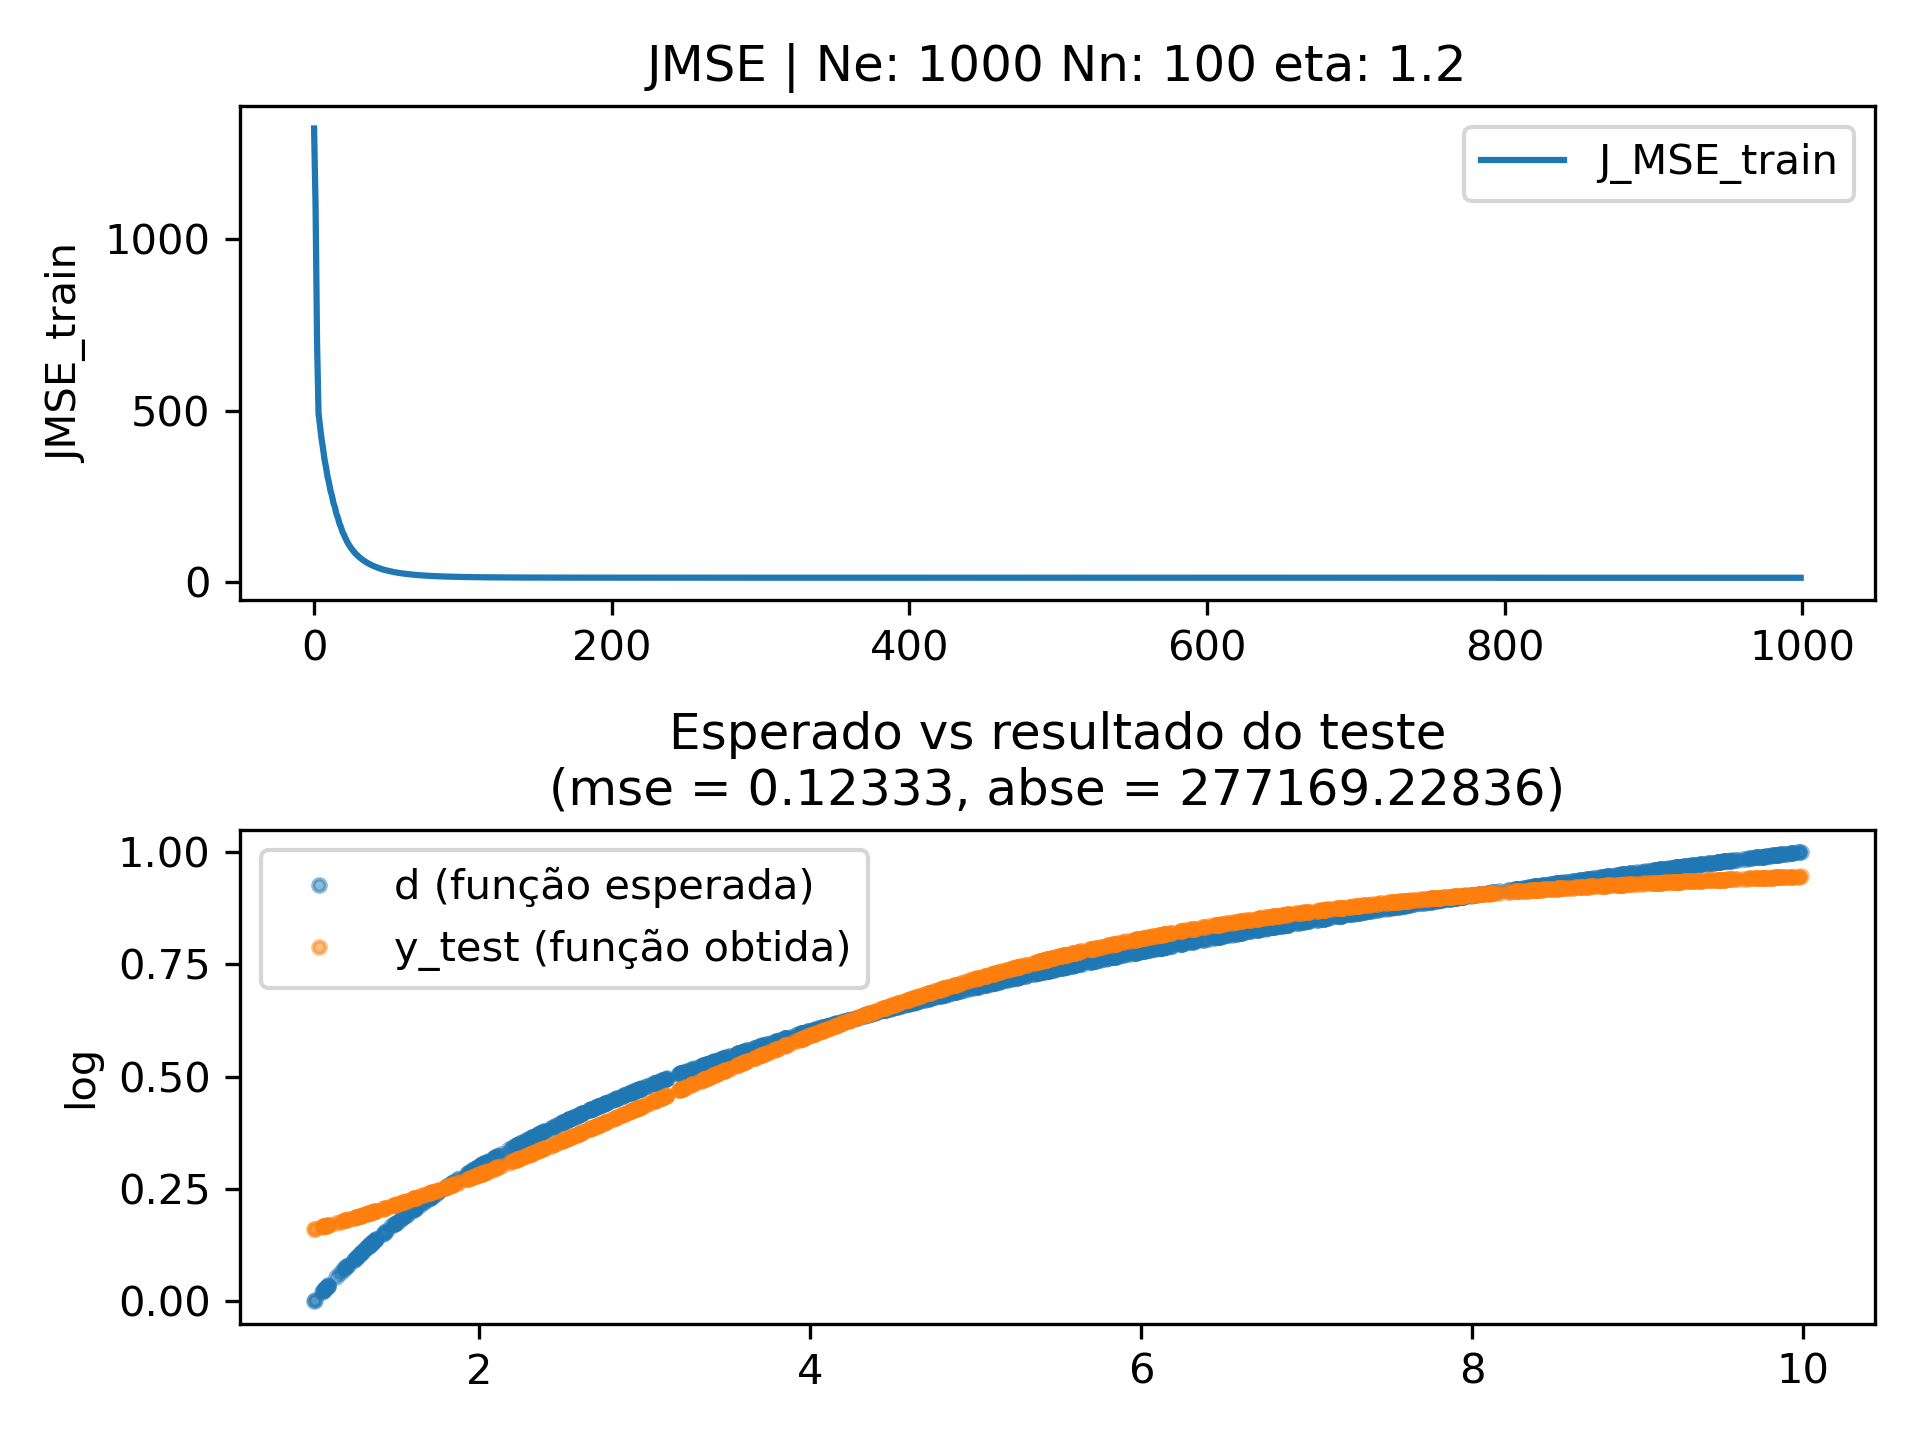 JMSE | Ne: 1000 Nn: 100 eta: 1.2
J_MSE_train
JMSE_train
1000
500
0
0 200 400 600 800 1000
Esperado vs resultado do teste
(mse = 0.12333, abse = 277169.22836)
d (função esperada)
y_test (função obtida)
log
1.00
0.75
0.50
0.25
0.00
2 4 6 8 10